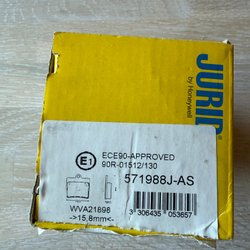 JURID
by Honeywell
E1
ECE90-APPROVED
90R-01512/130
571988J-AS
WVA21898
->15,8mm<-
3 306435 053657